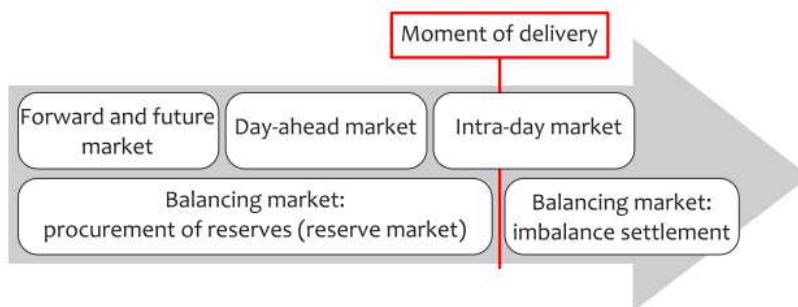 Moment of delivery
Forward and future
market
Day-ahead market
Intra-day market
Balancing market:
procurement of reserves (reserve market)
Balancing market:
imbalance settlement